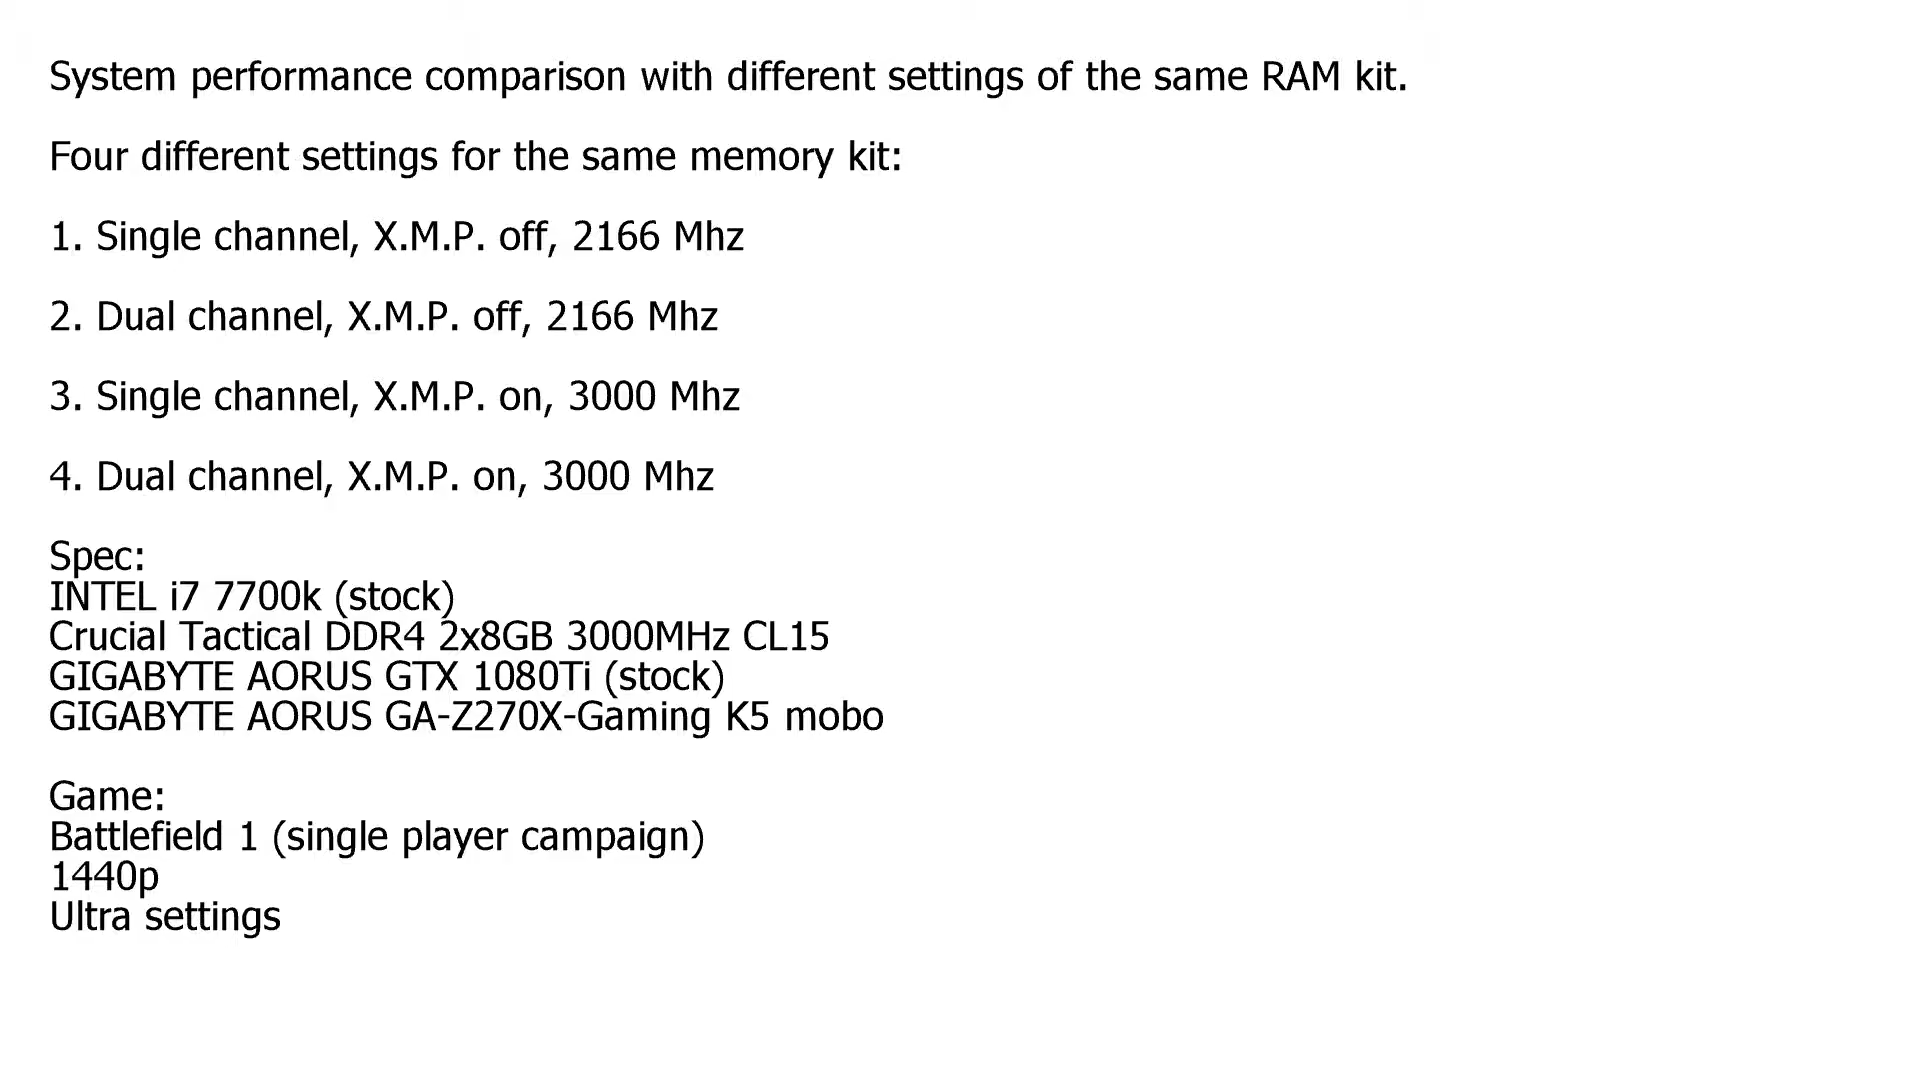 System performance comparison with different settings of the same RAM kit.
Four different settings for the same memory kit:
1. Single channel, X.M.P. off, 2166 Mhz
2. Dual channel, X.M.P. off, 2166 Mhz
3. Single channel, X.M.P. on, 3000 Mhz
4. Dual channel, X.M.P. on, 3000 Mhz
Spec:
INTEL i7 7700k (stock)
Crucial Tactical DDR4 2x8GB 3000MHz CL15
GIGABYTE AORUS GTX 1080Ti (stock)
GIGABYTE AORUS GA-Z270X-Gaming K5 mobo
Game:
Battlefield 1 (single player campaign)
1440p
Ultra settings